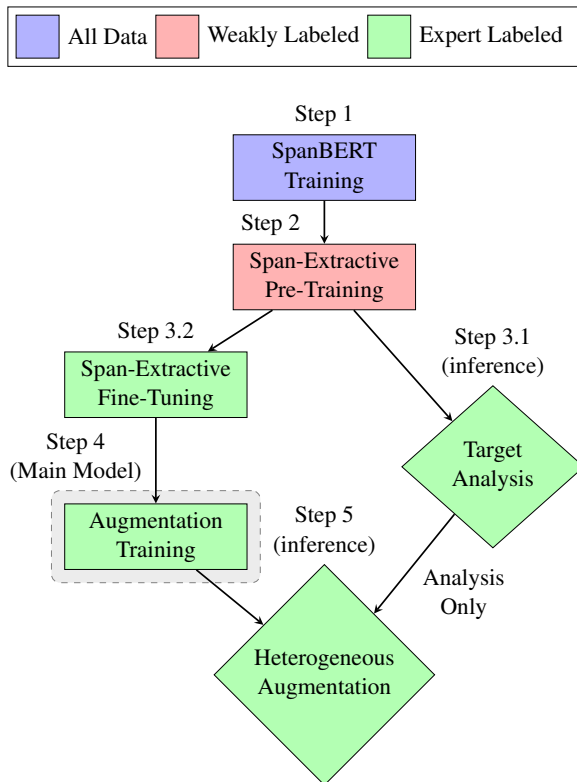 All Data Weakly Labeled Expert Labeled
Step 1
SpanBERT
Training
Step 2
Span-Extractive
Pre-Training
Step 3.2
Span-Extractive
Fine-Tuning
Step 3.1
(inference)
Target
Analysis
Step 4
(Main Model)
Augmentation
Training
Step 5
(inference)
Analysis
Only
Heterogeneous
Augmentation